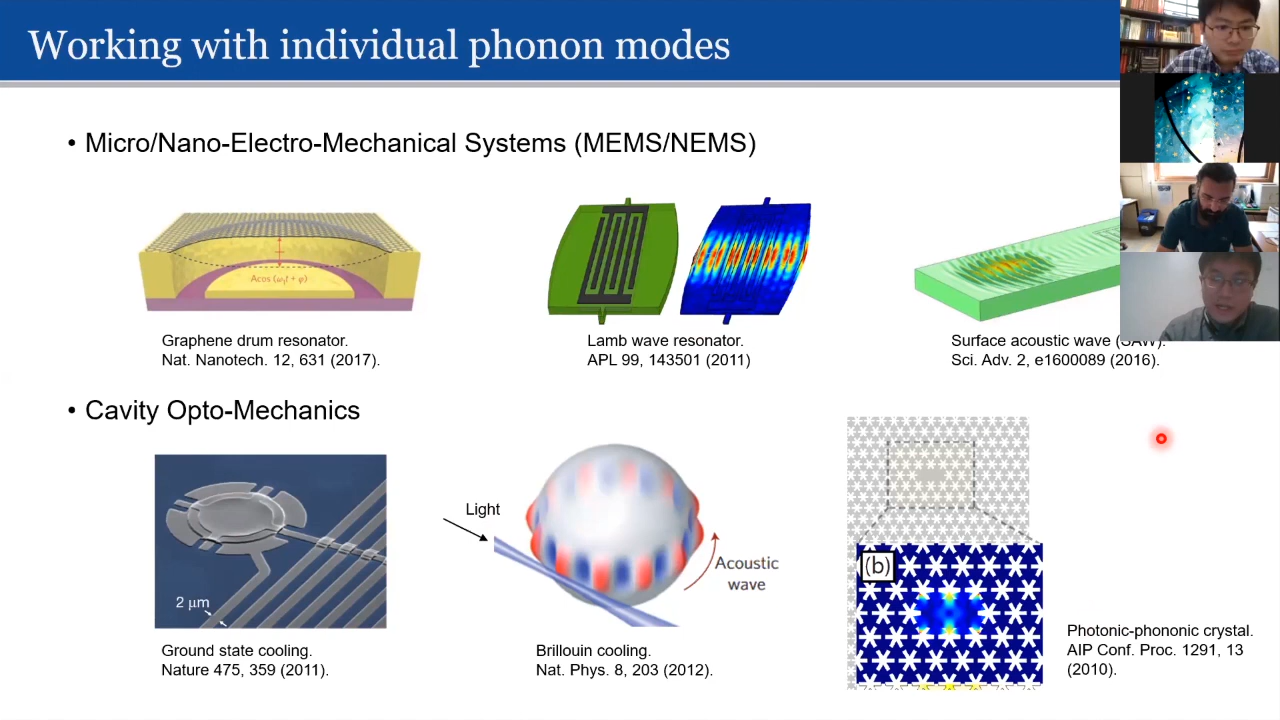 Working with individual phonon modes
• Micro/Nano-Electro-Mechanical Systems (MEMS/NEMS)
Acos (ω₁t + φ)
Graphene drum resonator.
Nat. Nanotech. 12, 631 (2017).
Lamb wave resonator.
APL 99, 143501 (2011)
Surface acoustic wave (SAW).
Sci. Adv. 2, e1600089 (2016).
• Cavity Opto-Mechanics
2 μm
Ground state cooling.
Nature 475, 359 (2011).
Light
Acoustic
wave
Brillouin cooling.
Nat. Phys. 8, 203 (2012).
(b)
Photonic-phononic crystal.
AIP Conf. Proc. 1291, 13
(2010).